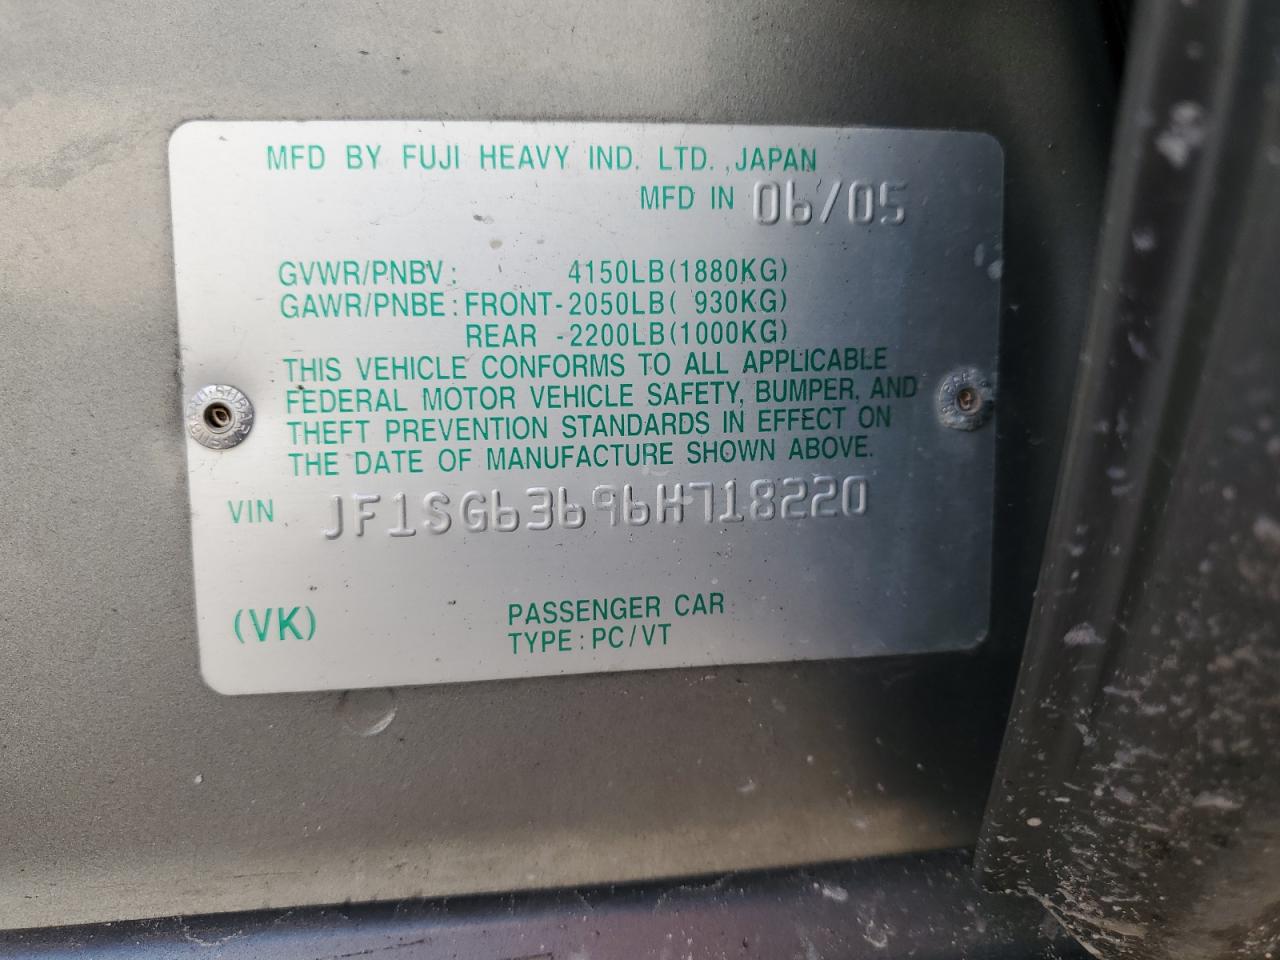 MFD BY FUJI HEAVY IND. LTD.,JAPAN
MFD IN 06/05
GVWR/PNBV: 4150LB(1880KG)
GAWR/PNBE:FRONT-2050LB( 930KG)
REAR -2200LB(1000KG)
THIS VEHICLE CONFORMS TO ALL APPLICABLE
FEDERAL MOTOR VEHICLE SAFETY, BUMPER, AND
THEFT PREVENTION STANDARDS IN EFFECT ON
THE DATE OF MANUFACTURE SHOWN ABOVE.
VIN JF1SG63696H718220
(VK) PASSENGER CAR
TYPE:PC/VT